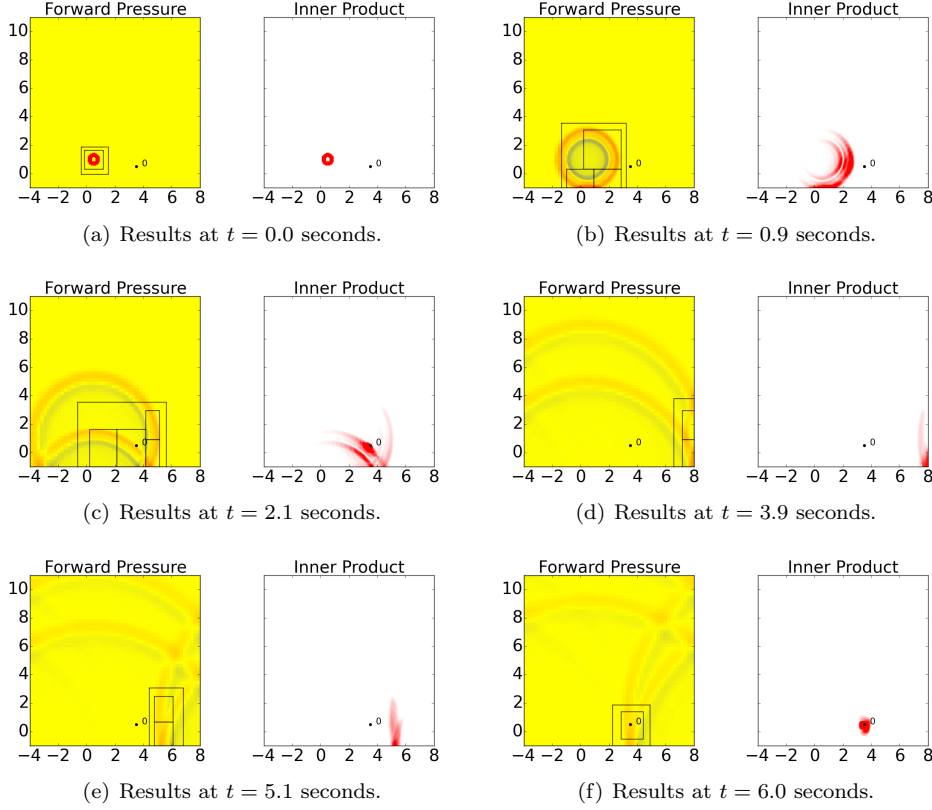 Forward Pressure Inner Product Forward Pressure Inner Product
10
8
6
4
2
0
0 0 0 0
−4 −2 0 2 4 6 8 −4 −2 0 2 4 6 8 −4 −2 0 2 4 6 8 −4 −2 0 2 4 6 8
(a) Results at t = 0.0 seconds. (b) Results at t = 0.9 seconds.
Forward Pressure Inner Product Forward Pressure Inner Product
10
8
6
4
2
0
0 0 0 0
−4 −2 0 2 4 6 8 −4 −2 0 2 4 6 8 −4 −2 0 2 4 6 8 −4 −2 0 2 4 6 8
(c) Results at t = 2.1 seconds. (d) Results at t = 3.9 seconds.
Forward Pressure Inner Product Forward Pressure Inner Product
10
8
6
4
2
0
0 0 0 0
−4 −2 0 2 4 6 8 −4 −2 0 2 4 6 8 −4 −2 0 2 4 6 8 −4 −2 0 2 4 6 8
(e) Results at t = 5.1 seconds. (f) Results at t = 6.0 seconds.